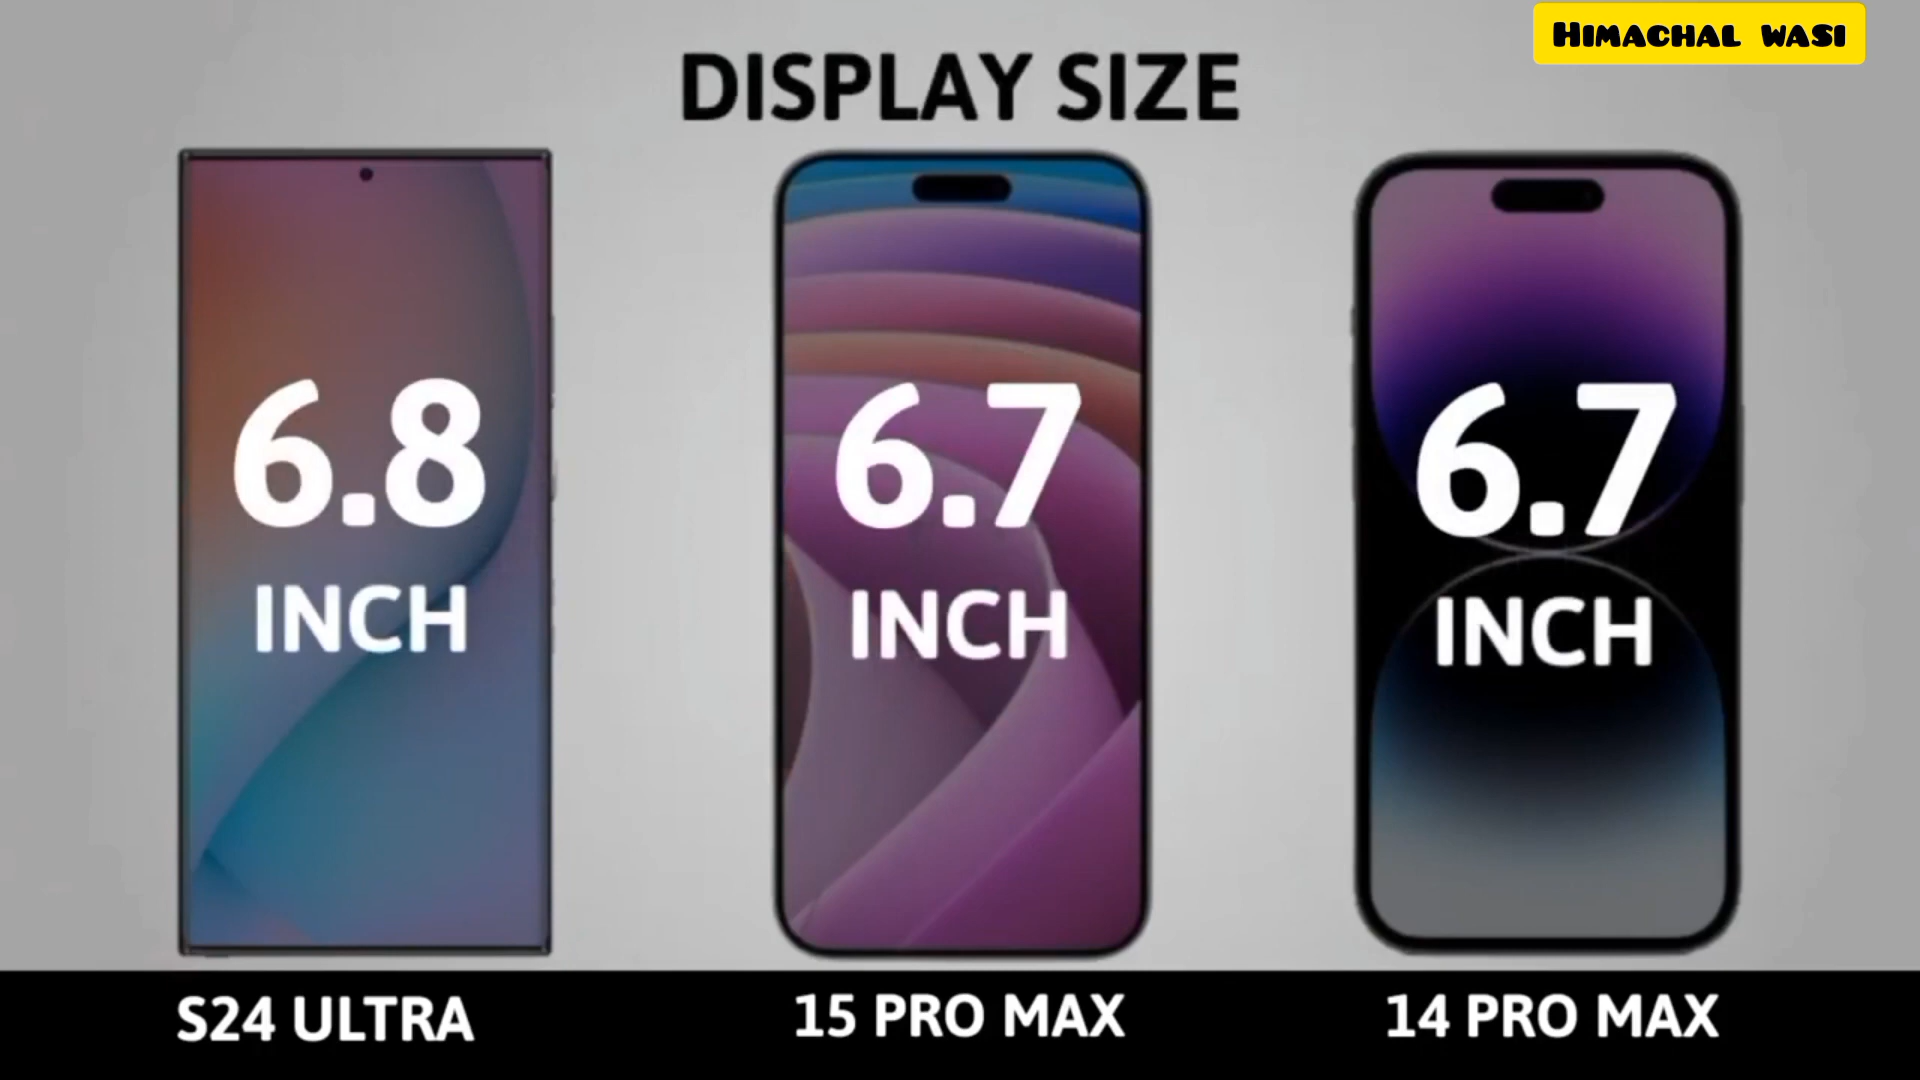 HIMACHAL WASI
DISPLAY SIZE
6.8
INCH
6.7
INCH
6.7
INCH
S24 ULTRA
15 PRO MAX
14 PRO MAX